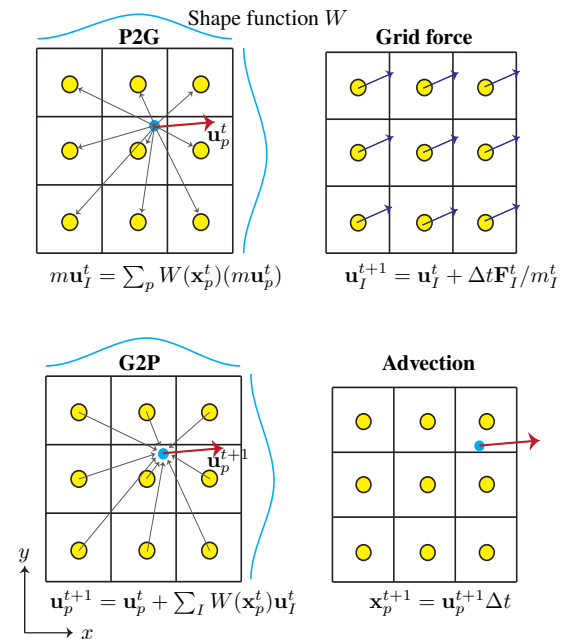 Shape function W
P2G
Grid force
𝐮ₚᵗ
m𝐮_I^t = ∑_p W(𝐱_p^t)(m𝐮_p^t)
𝐮_I^{t+1} = 𝐮_I^t + Δt𝐅_I^t/m_I^t
G2P
Advection
𝐮_p^{t+1}
y
𝐮_p^{t+1} = 𝐮_p^t + ∑_I W(𝐱_p^t)𝐮_I^t
𝐱_p^{t+1} = 𝐮_p^{t+1}Δt
x